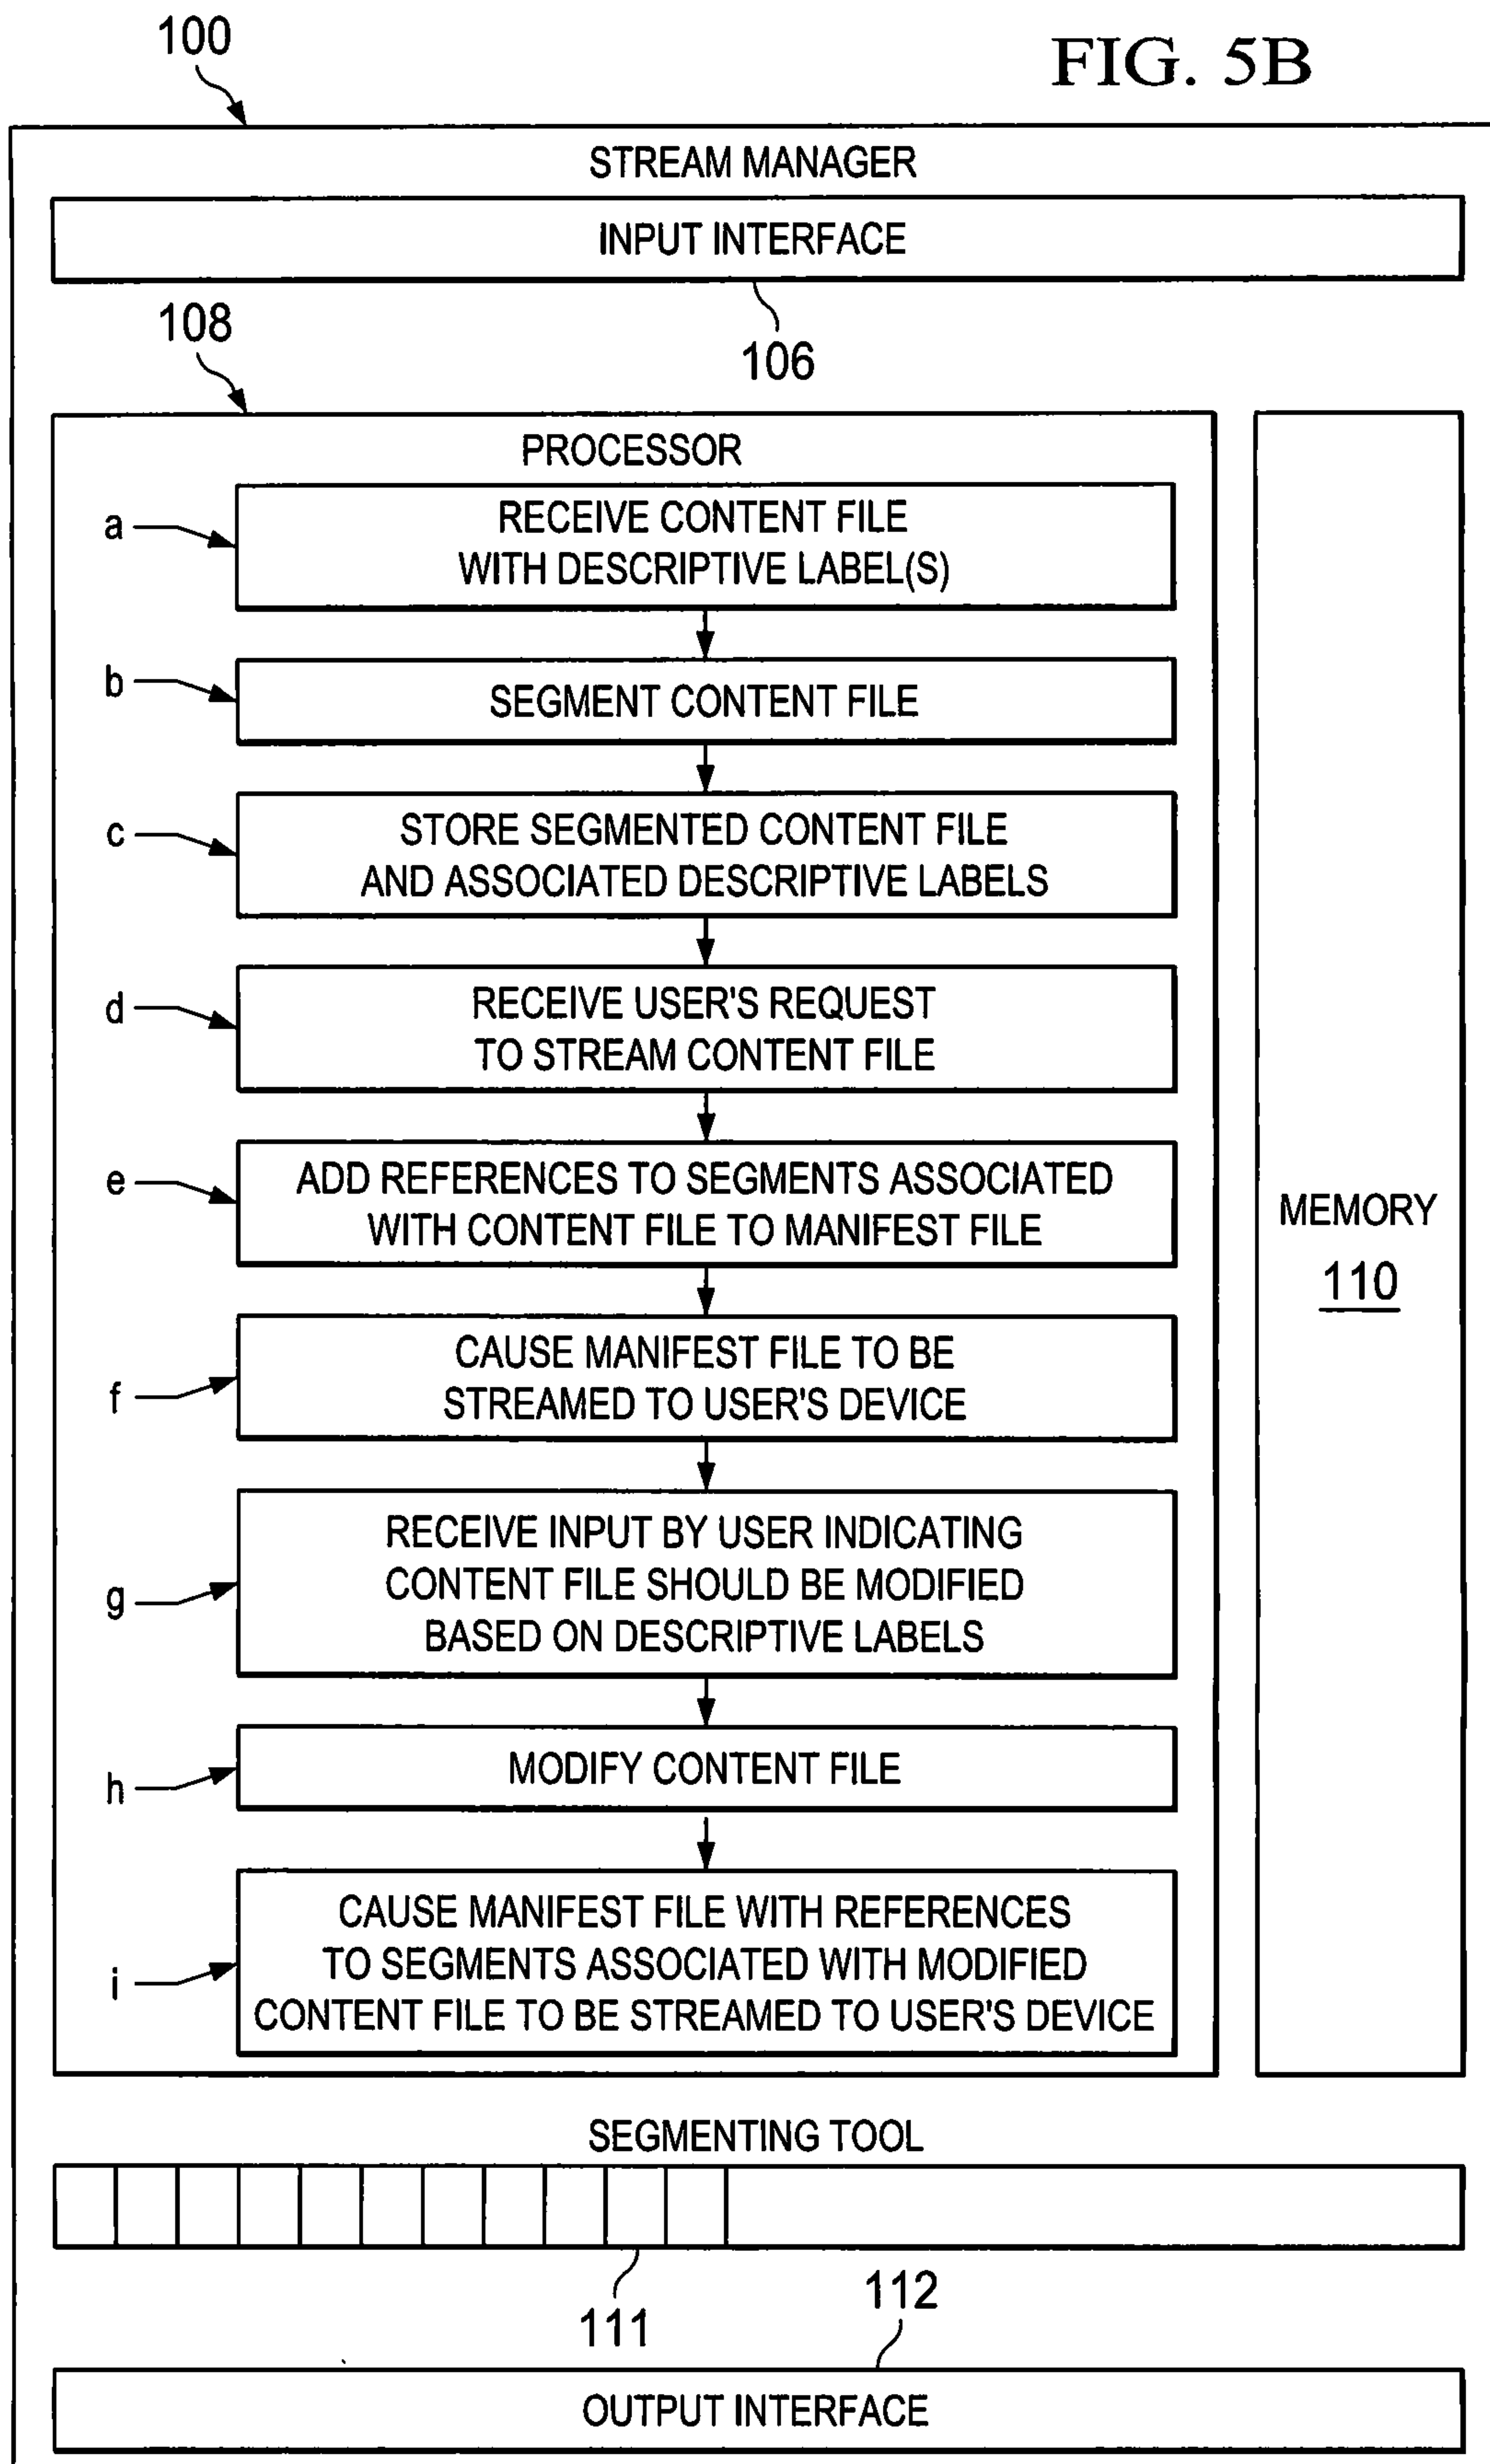 100
FIG. 5B
STREAM MANAGER
INPUT INTERFACE
106
108
PROCESSOR
a
RECEIVE CONTENT FILE
WITH DESCRIPTIVE LABEL(S)
b
SEGMENT CONTENT FILE
c
STORE SEGMENTED CONTENT FILE
AND ASSOCIATED DESCRIPTIVE LABELS
d
RECEIVE USER'S REQUEST
TO STREAM CONTENT FILE
e
ADD REFERENCES TO SEGMENTS ASSOCIATED
WITH CONTENT FILE TO MANIFEST FILE
f
CAUSE MANIFEST FILE TO BE
STREAMED TO USER'S DEVICE
g
RECEIVE INPUT BY USER INDICATING
CONTENT FILE SHOULD BE MODIFIED
BASED ON DESCRIPTIVE LABELS
h
MODIFY CONTENT FILE
i
CAUSE MANIFEST FILE WITH REFERENCES
TO SEGMENTS ASSOCIATED WITH MODIFIED
CONTENT FILE TO BE STREAMED TO USER'S DEVICE
MEMORY
110
SEGMENTING TOOL
111
112
OUTPUT INTERFACE